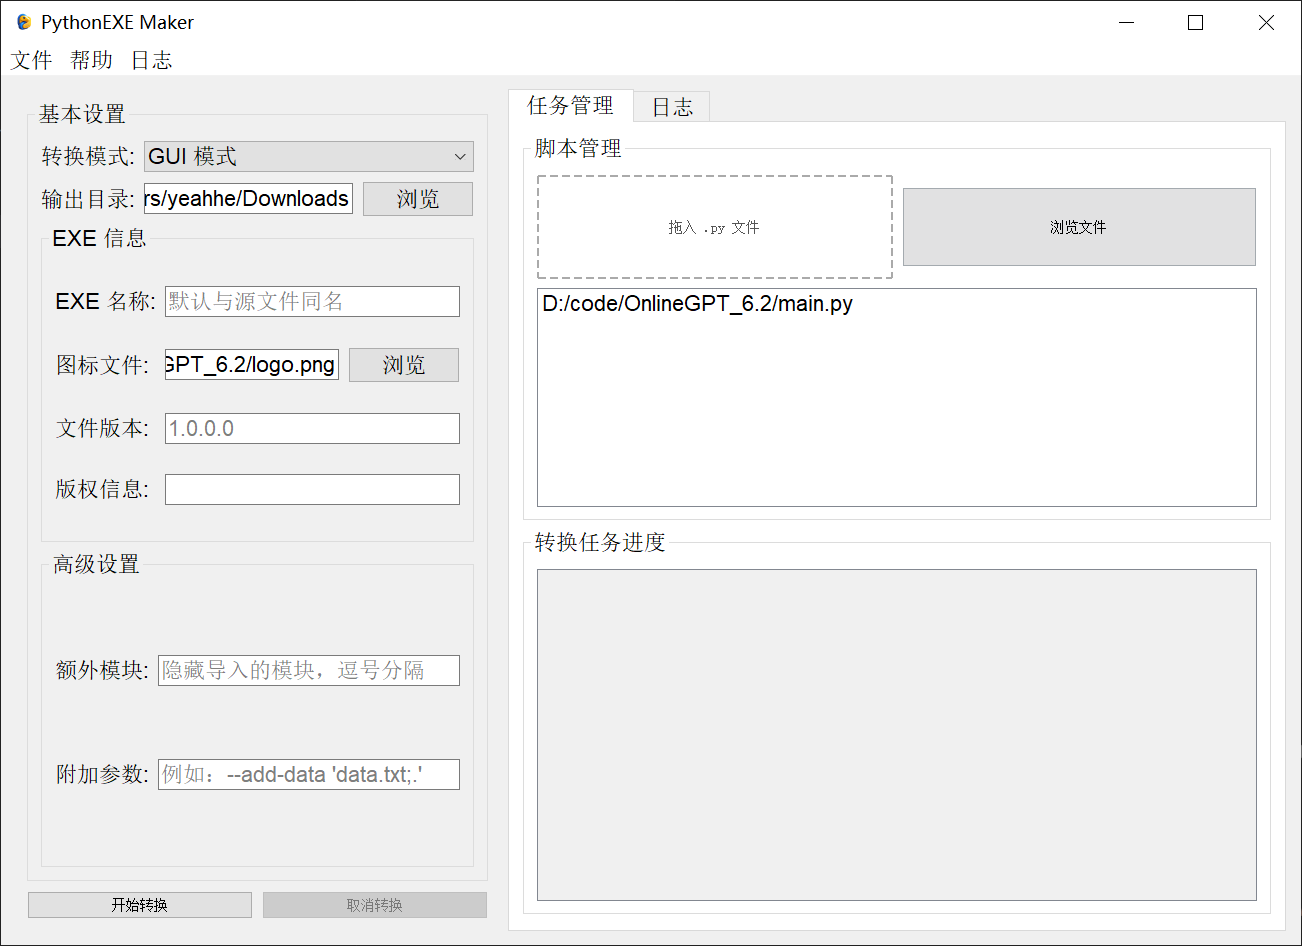 PythonEXE Maker
文件 帮助 日志
基本设置
转换模式: GUI 模式
输出目录: rs/yeahhe/Downloads 浏览
EXE 信息
EXE 名称: 默认与源文件同名
图标文件: GPT_6.2/logo.png 浏览
文件版本: 1.0.0.0
版权信息:
高级设置
额外模块: 隐藏导入的模块，逗号分隔
附加参数: 例如：--add-data 'data.txt;.'
开始转换 取消转换
任务管理 日志
脚本管理
拖入 .py 文件 浏览文件
D:/code/OnlineGPT_6.2/main.py
转换任务进度